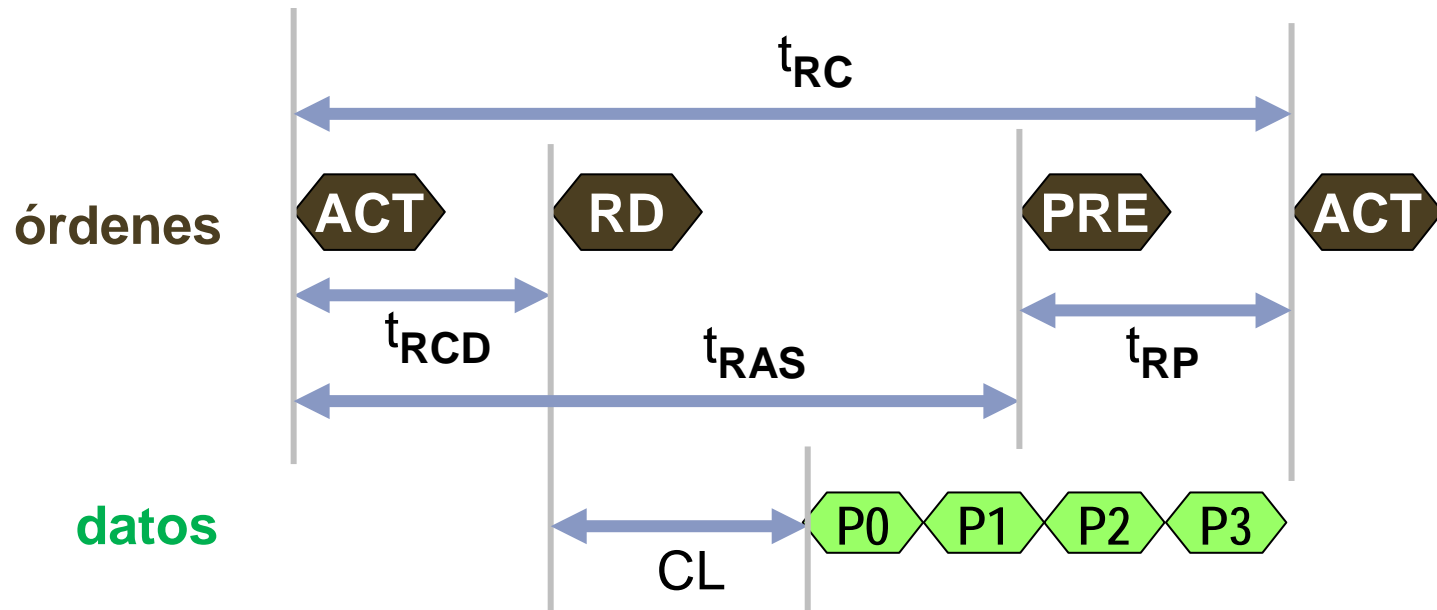 tRC
órdenes ACT RD PRE ACT
tRCD tRAS tRP
datos P0 P1 P2 P3
CL